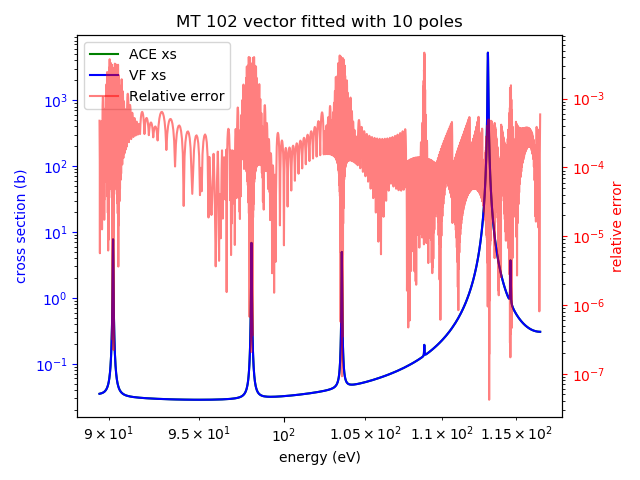 MT 102 vector fitted with 10 poles
ACE xs
VF xs
Relative error
cross section (b)
10³
10²
10¹
10⁰
10⁻¹
relative error
10⁻³
10⁻⁴
10⁻⁵
10⁻⁶
10⁻⁷
9 × 10¹ 9.5 × 10¹ 10² 1.05 × 10² 1.1 × 10² 1.15 × 10²
energy (eV)